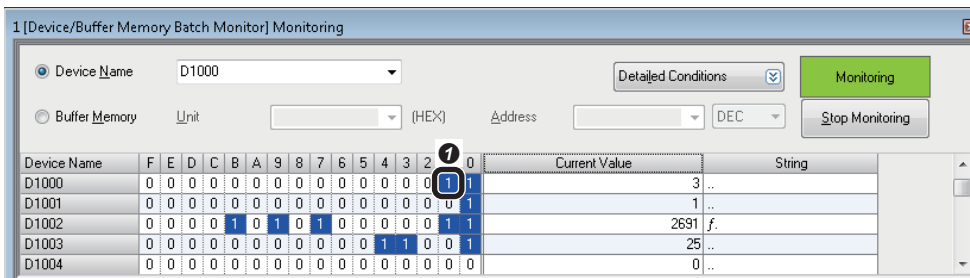 1 [Device/Buffer Memory Batch Monitor] Monitoring
Device Name D1000 Detailed Conditions Monitoring
Buffer Memory Unit (HEX) Address DEC Stop Monitoring
Device Name F E D C B A 9 8 7 6 5 4 3 2 ❶ 0 Current Value String
D1000 0 0 0 0 0 0 0 0 0 0 0 0 0 0 1 1 3 ..
D1001 0 0 0 0 0 0 0 0 0 0 0 0 0 0 0 1 1 ..
D1002 0 0 0 0 1 0 1 0 1 0 0 0 0 0 1 1 2691 ƒ.
D1003 0 0 0 0 0 0 0 0 0 0 0 1 1 0 0 1 25 ..
D1004 0 0 0 0 0 0 0 0 0 0 0 0 0 0 0 0 0 ..